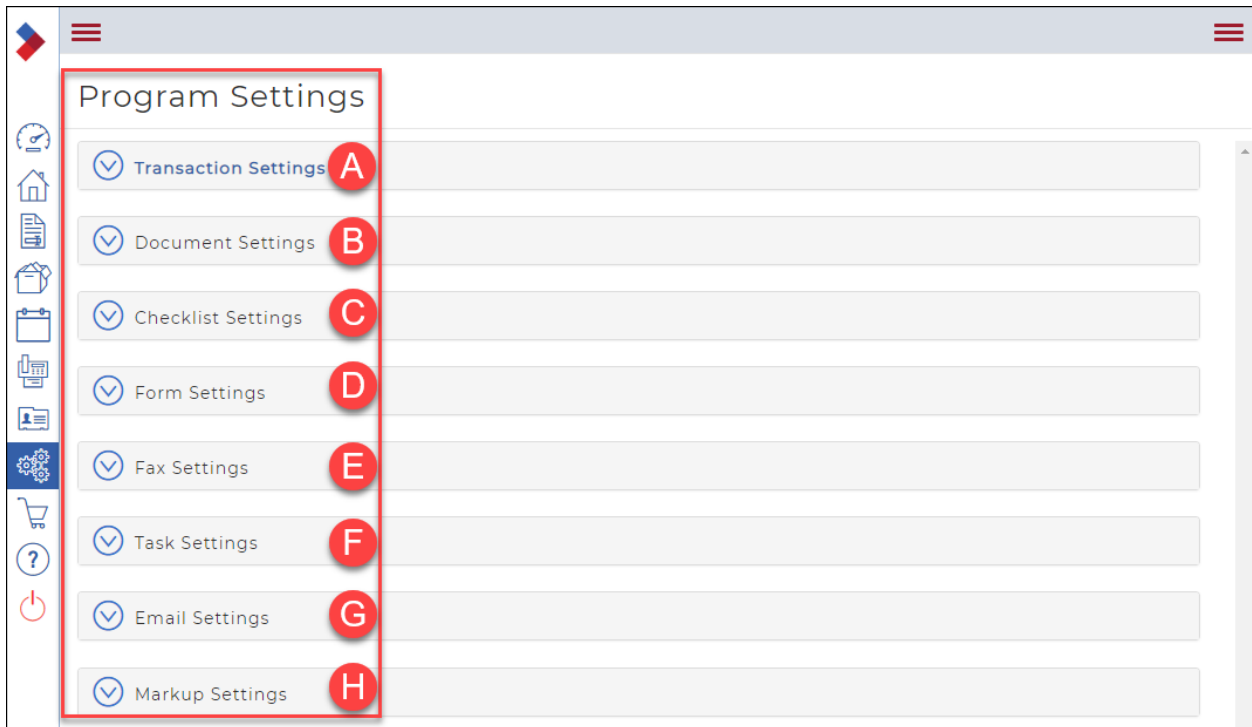 Program Settings
Transaction Settings A
Document Settings B
Checklist Settings C
Form Settings D
Fax Settings E
Task Settings F
?
Email Settings G
Markup Settings H